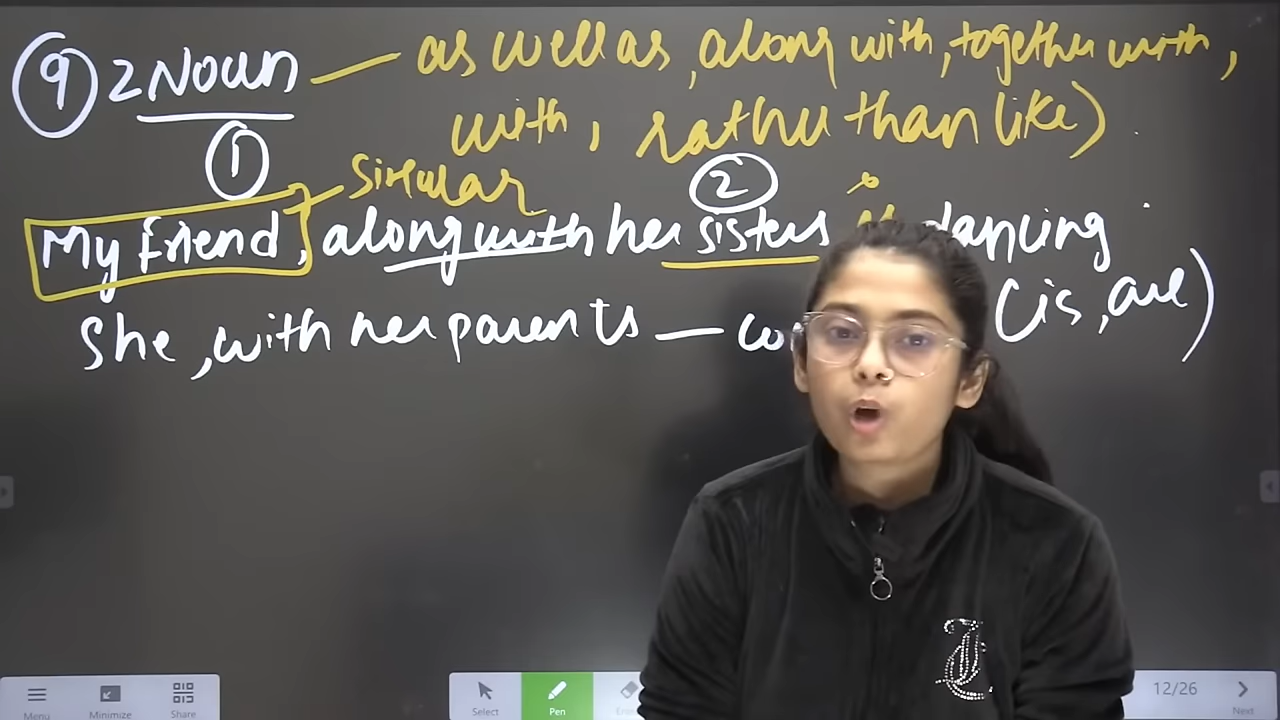 9 2 Noun — as well as, along with, together with,
1 with, rather than like)
singular 2
My friend, along with her sisters is dancing
She, with her parents — (is, are)
Menu Minimize Share Select Pen 12/26 Next